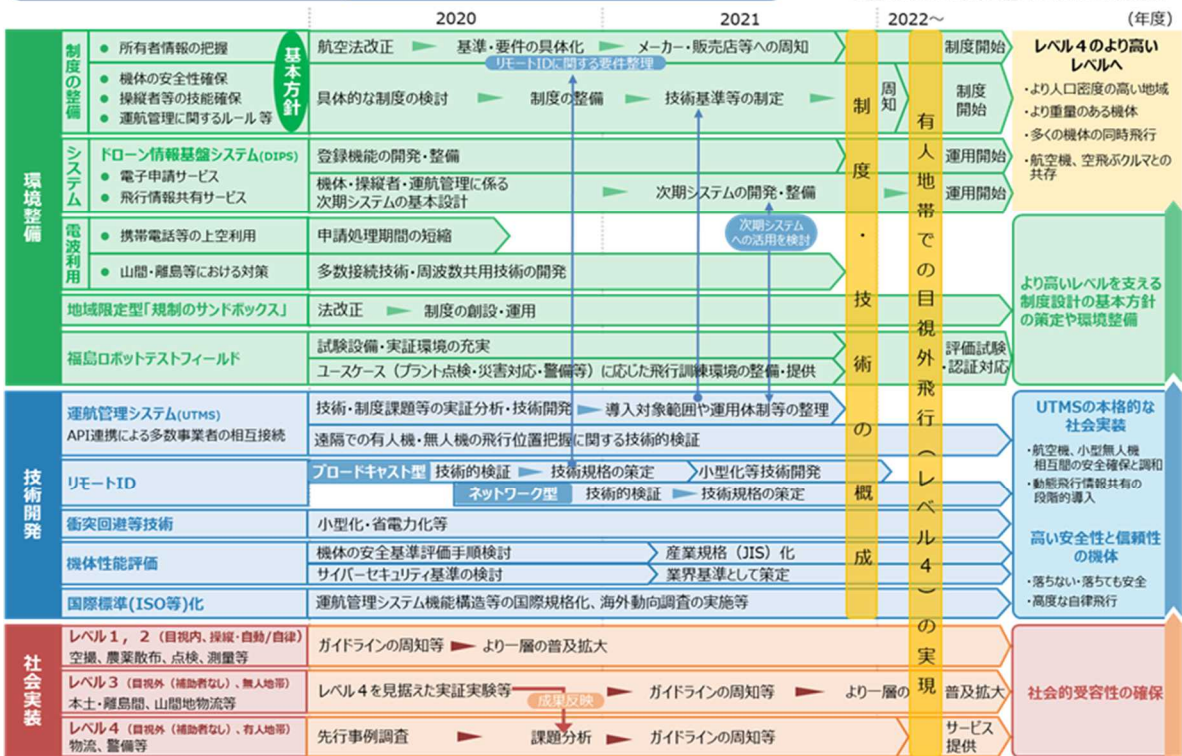 2020
2021
2022～
(年度)
環境整備
制度の整備
● 所有者情報の把握
● 機体の安全性確保
● 操縦者等の技能確保
● 運航管理に関するルール 等
基本方針
航空法改正
基準・要件の具体化
メーカー・販売店等への周知
制度開始
リモートIDに関する要件整理
具体的な制度の検討
制度の整備
技術基準等の制定
周知
制度
開始
システム
ドローン情報基盤システム(DIPS)
● 電子申請サービス
● 飛行情報共有サービス
登録機能の開発・整備
運用開始
機体・操縦者・運航管理に係る
次期システムの基本設計
次期システムの開発・整備
運用開始
次期システム
への活用を検討
電波利用
● 携帯電話等の上空利用
申請処理期間の短縮
● 山間・離島等における対策
多数接続技術・周波数共用技術の開発
地域限定型「規制のサンドボックス」
法改正
制度の創設・運用
福島ロボットテストフィールド
試験設備・実証環境の充実
ユースケース（プラント点検・災害対応・警備等）に応じた飛行訓練環境の整備・提供
評価試験
・認証対応
技術開発
運航管理システム(UTMS)
API連携による多数事業者の相互接続
技術・制度課題等の実証分析・技術開発
導入対象範囲や運用体制等の整理
遠隔での有人機・無人機の飛行位置把握に関する技術的検証
リモートID
ブロードキャスト型
技術的検証
技術規格の策定
小型化等技術開発
ネットワーク型
技術的検証
技術規格の策定
衝突回避等技術
小型化・省電力化等
機体性能評価
機体の安全基準評価手順検討
産業規格（JIS）化
サイバーセキュリティ基準の検討
業界基準として策定
国際標準(ISO等)化
運航管理システム機能構造等の国際規格化、海外動向調査の実施等
社会実装
レベル１，２（目視内、操縦・自動/自律）
空撮、農薬散布、点検、測量等
ガイドラインの周知等
より一層の普及拡大
レベル３（目視外（補助者なし）、無人地帯）
本土・離島間、山間地物流等
レベル４を見据えた実証実験等
成果反映
ガイドラインの周知等
より一層の
普及拡大
レベル４（目視外（補助者なし）、有人地帯）
物流、警備等
先行事例調査
課題分析
ガイドラインの周知等
サービス
提供
制度・技術の概成
有人地帯での目視外飛行（レベル４）の実現
レベル４のより高い
レベルへ
・より人口密度の高い地域
・より重量のある機体
・多くの機体の同時飛行
・航空機、空飛ぶクルマとの
共存
より高いレベルを支える
制度設計の基本方針
の策定や環境整備
UTMSの本格的な
社会実装
・航空機、小型無人機
相互間の安全確保と調和
・動態飛行情報共有の
段階的導入
高い安全性と信頼性
の機体
・落ちない・落ちても安全
・高度な自律飛行
社会的受容性の確保